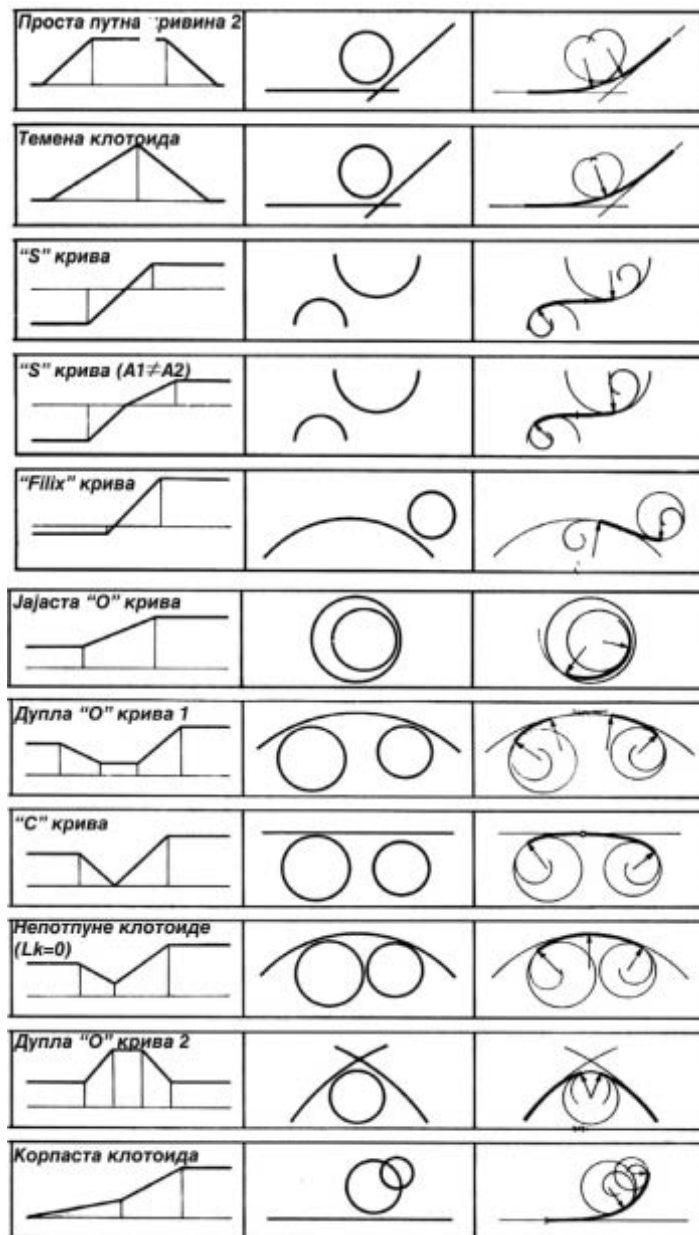 Проста путна ривина 2
Темена клотоида
“S” крива
“S” крива (A1≠A2)
“Filix” крива
Јајаста “O” крива
Дупла “O” крива 1
“C” крива
Непотпуне клотоиде
(Lk=0)
Дупла “O” крива 2
Корпаста клотоида